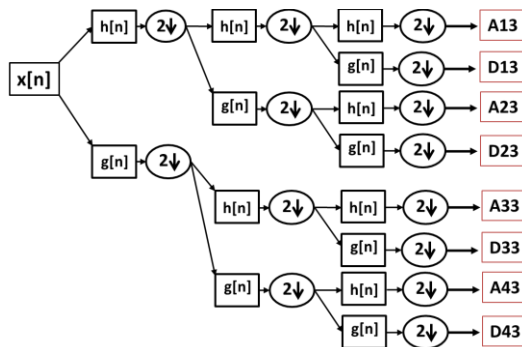 h[n] 2↓ h[n] 2↓ h[n] 2↓ A13
g[n] 2↓ D13
x[n]
g[n] 2↓ h[n] 2↓ A23
g[n] 2↓ D23
g[n] 2↓
h[n] 2↓ h[n] 2↓ A33
g[n] 2↓ D33
g[n] 2↓ h[n] 2↓ A43
g[n] 2↓ D43